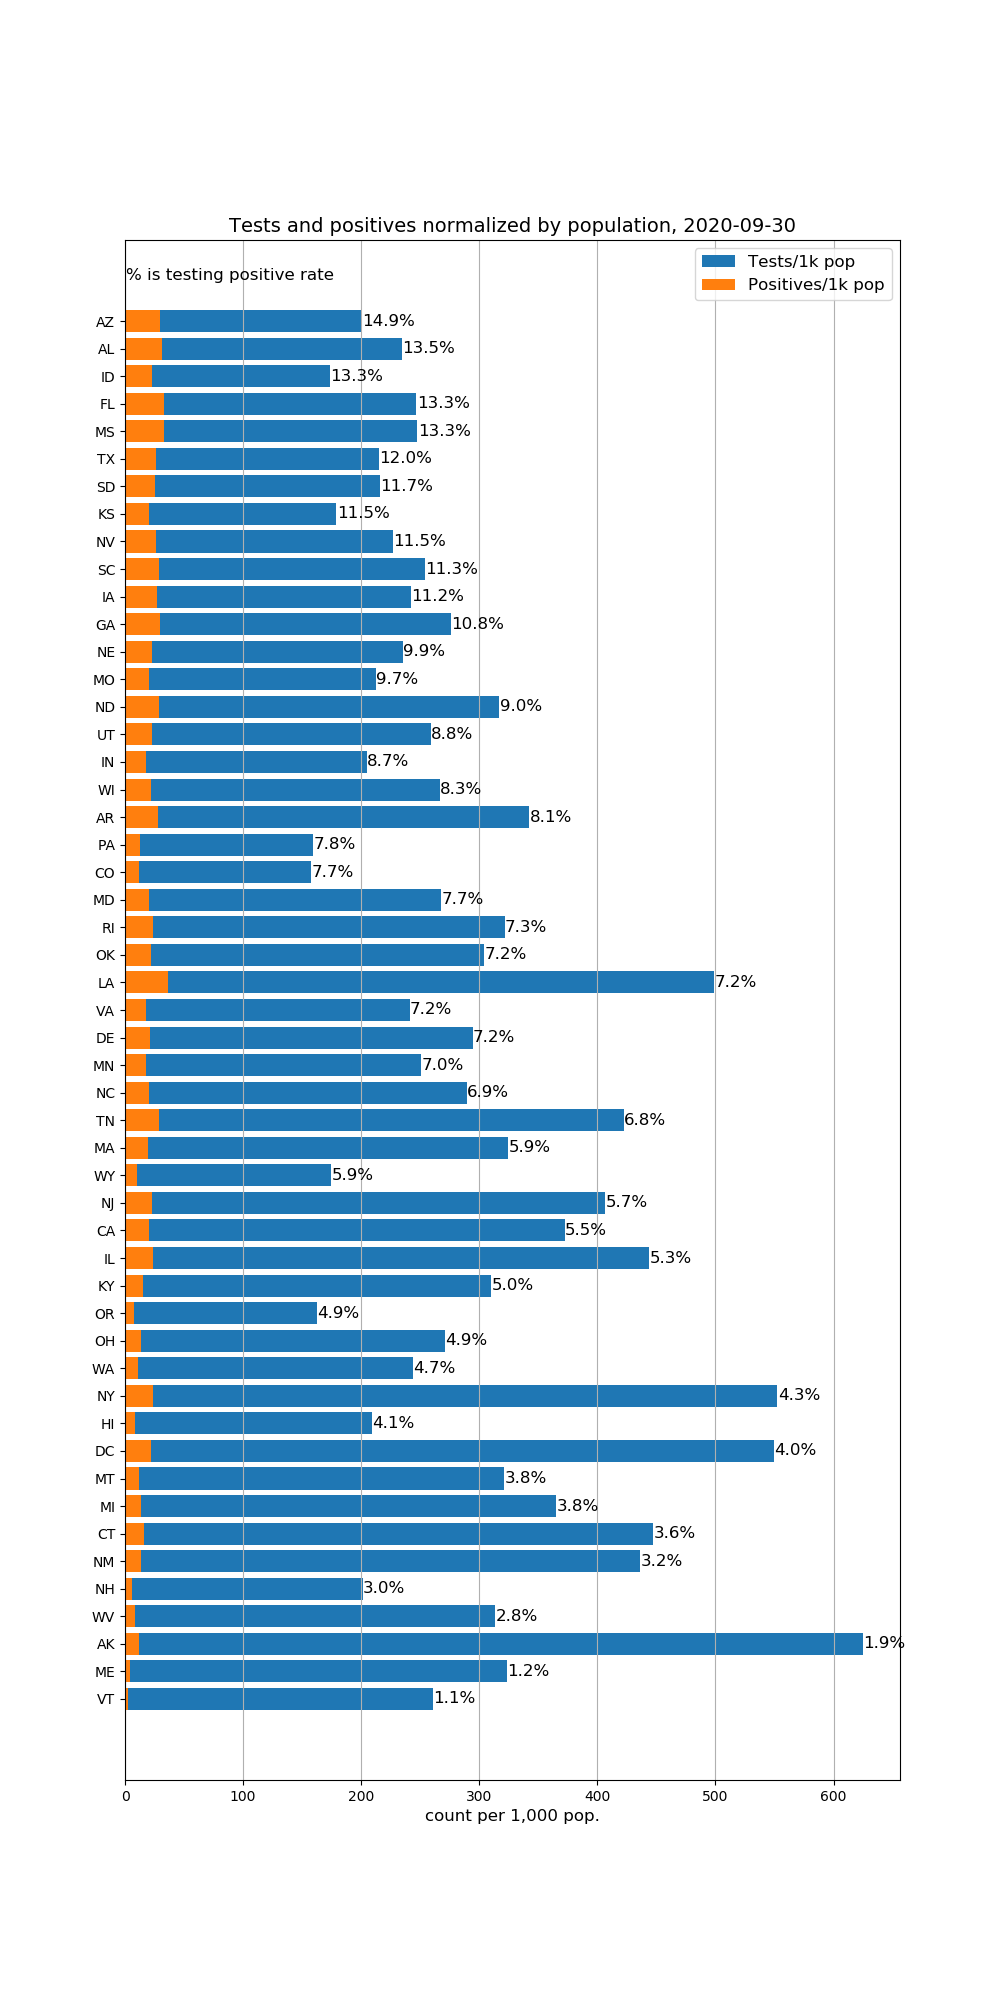 Tests and positives normalized by population, 2020-09-30
% is testing positive rate
Tests/1k pop
Positives/1k pop
AZ 14.9%
AL 13.5%
ID 13.3%
FL 13.3%
MS 13.3%
TX 12.0%
SD 11.7%
KS 11.5%
NV 11.5%
SC 11.3%
IA 11.2%
GA 10.8%
NE 9.9%
MO 9.7%
ND 9.0%
UT 8.8%
IN 8.7%
WI 8.3%
AR 8.1%
PA 7.8%
CO 7.7%
MD 7.7%
RI 7.3%
OK 7.2%
LA 7.2%
VA 7.2%
DE 7.2%
MN 7.0%
NC 6.9%
TN 6.8%
MA 5.9%
WY 5.9%
NJ 5.7%
CA 5.5%
IL 5.3%
KY 5.0%
OR 4.9%
OH 4.9%
WA 4.7%
NY 4.3%
HI 4.1%
DC 4.0%
MT 3.8%
MI 3.8%
CT 3.6%
NM 3.2%
NH 3.0%
WV 2.8%
AK 1.9%
ME 1.2%
VT 1.1%
0 100 200 300 400 500 600
count per 1,000 pop.